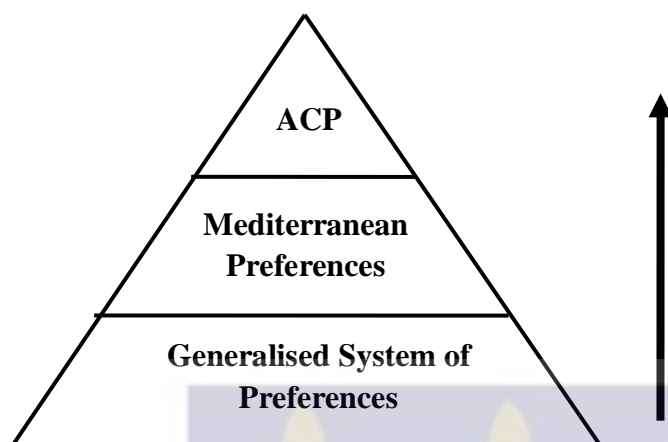 ACP
Mediterranean
Preferences
Generalised System of
Preferences